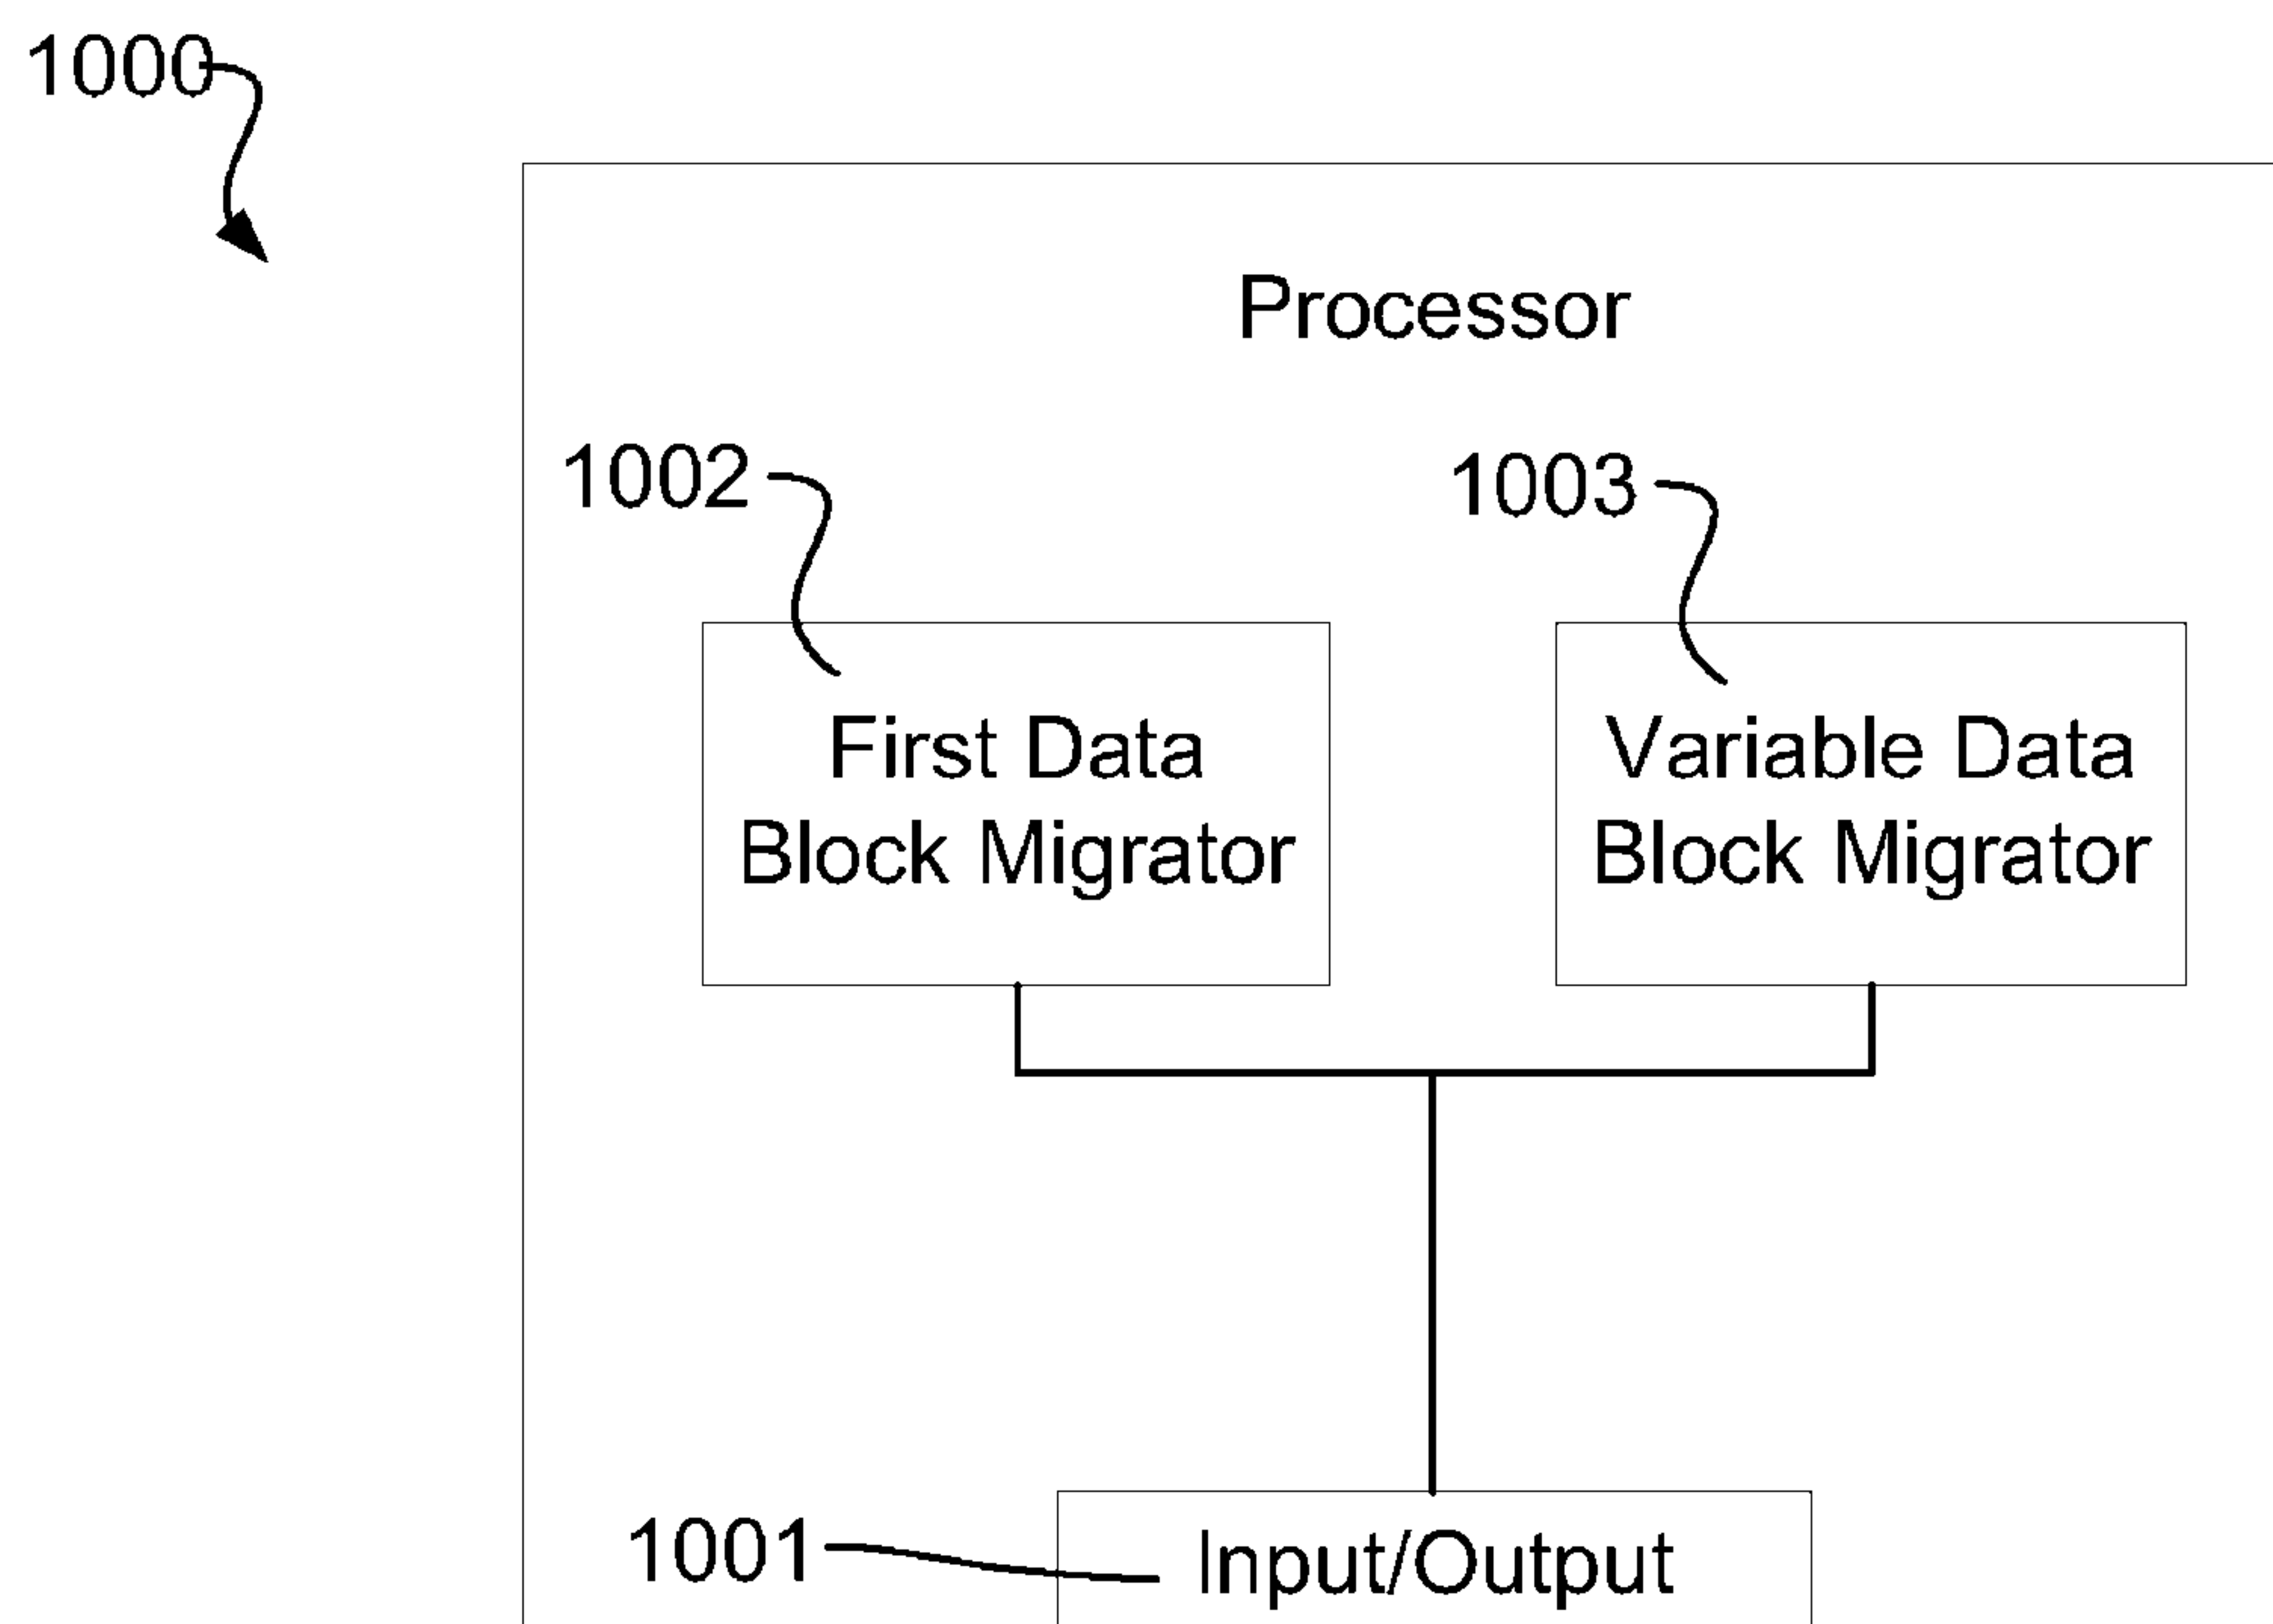 1000
Processor
1002
1003
First Data
Block Migrator
Variable Data
Block Migrator
1001
Input/Output